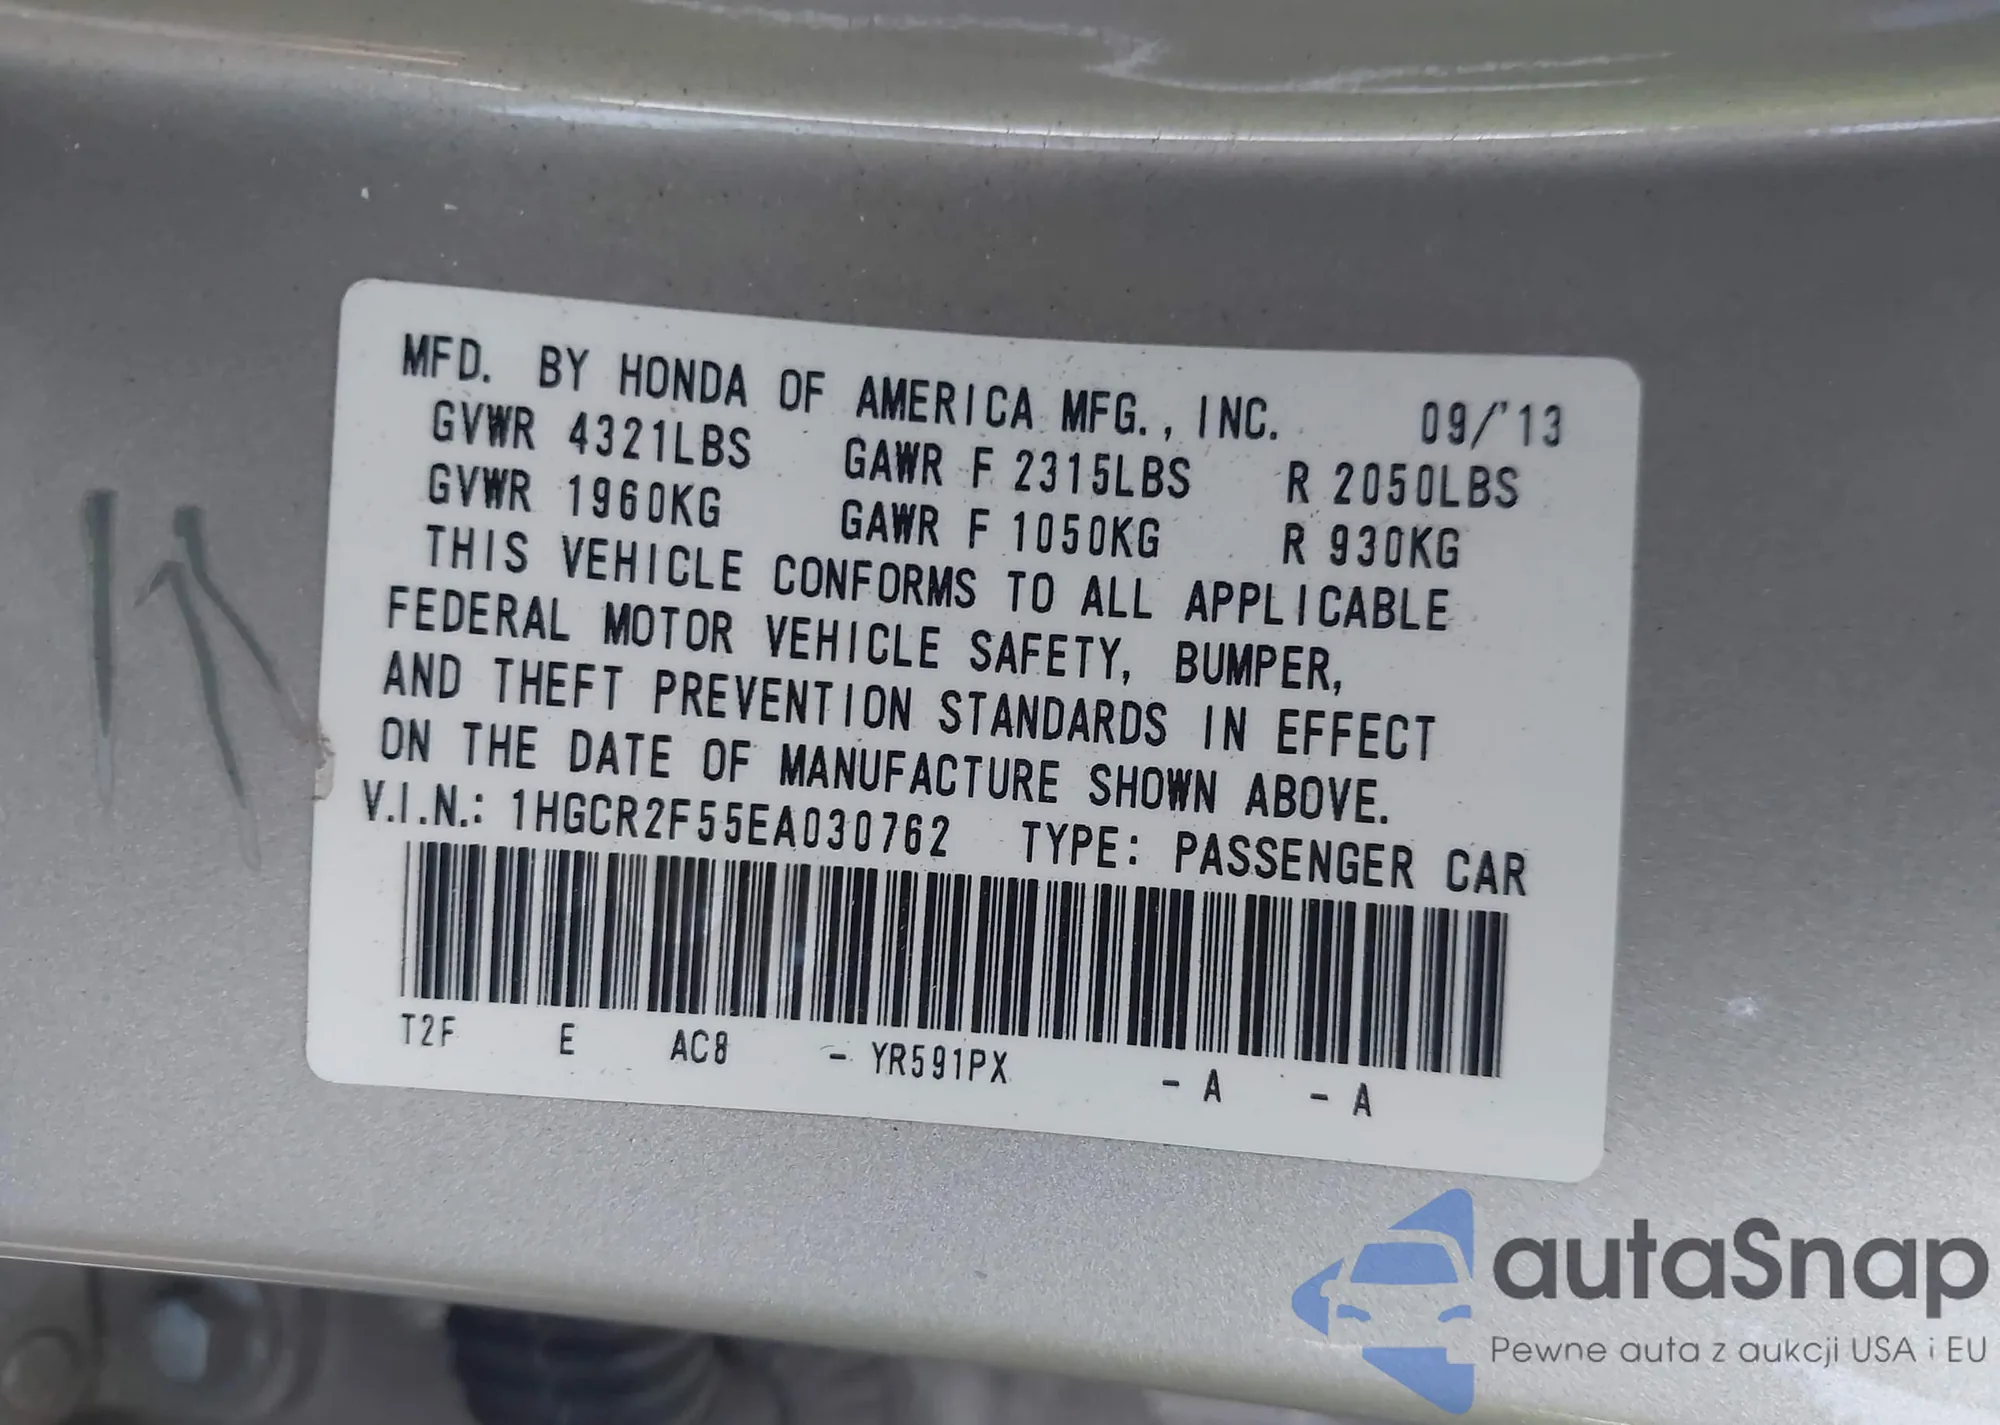 MFD. BY HONDA OF AMERICA MFG., INC. 09/'13
GVWR 4321LBS GAWR F 2315LBS R 2050LBS
GVWR 1960KG GAWR F 1050KG R 930KG
THIS VEHICLE CONFORMS TO ALL APPLICABLE
FEDERAL MOTOR VEHICLE SAFETY, BUMPER,
AND THEFT PREVENTION STANDARDS IN EFFECT
ON THE DATE OF MANUFACTURE SHOWN ABOVE.
V.I.N.: 1HGCR2F55EA030762 TYPE: PASSENGER CAR
T2F E AC8 - YR591PX - A - A
autaSnap
Pewne auta z aukcji USA i EU